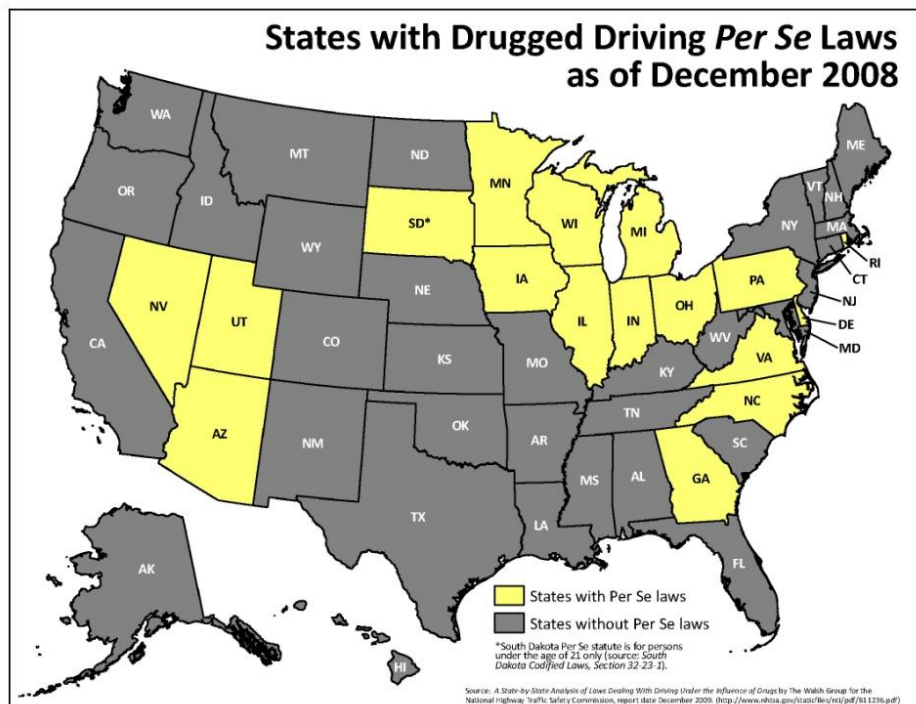 States with Drugged Driving Per Se Laws
as of December 2008
WA
MT
ND
MN
ME
OR
ID
SD*
WI
MI
VT
NH
NY
MA
WY
RI
CT
IA
PA
NE
NJ
NV
UT
IL
IN
OH
DE
MD
CA
CO
WV
VA
KS
MO
KY
NC
TN
AZ
NM
OK
AR
SC
MS
AL
GA
TX
LA
AK
FL
HI
States with Per Se laws
States without Per Se laws
*South Dakota Per Se statute is for persons
under the age of 21 only (source: South
Dakota Codified Laws, Section 32-23-1).
Source: A State-by-State Analysis of Laws Dealing With Driving Under the Influence of Drugs by The Walsh Group for the
National Highway Traffic Safety Commission, report date December 2009. (http://www.nhtsa.gov/staticfiles/nti/pdf/811236.pdf)